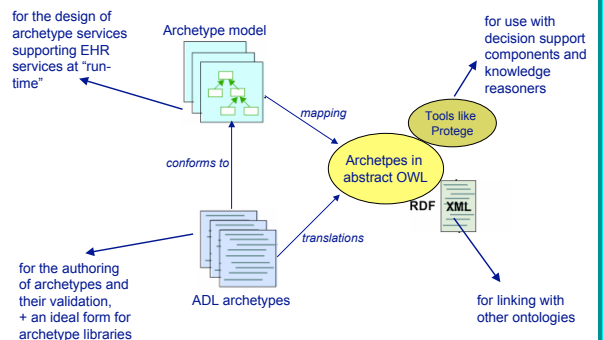 for the design of
archetype services
supporting EHR
services at “run-
time”
Archetype model
for use with
decision support
components and
knowledge
reasoners
mapping
Tools like
Protege
conforms to
Archetpes in
abstract OWL
RDF
XML
translations
for the authoring
of archetypes and
their validation,
+ an ideal form for
archetype libraries
ADL archetypes
for linking with
other ontologies